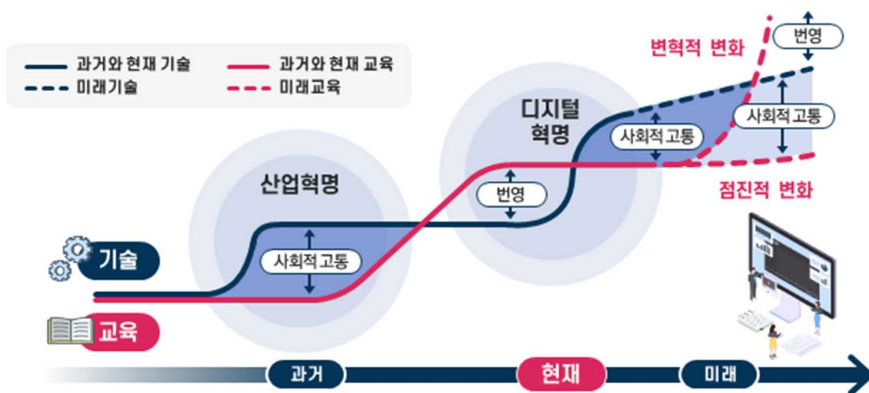 과거와 현재 기술
과거와 현재 교육
미래기술
미래교육
변혁적 변화
번영
디지털
혁명
사회적 고통
사회적 고통
산업혁명
번영
점진적 변화
기술
사회적 고통
교육
과거
현재
미래